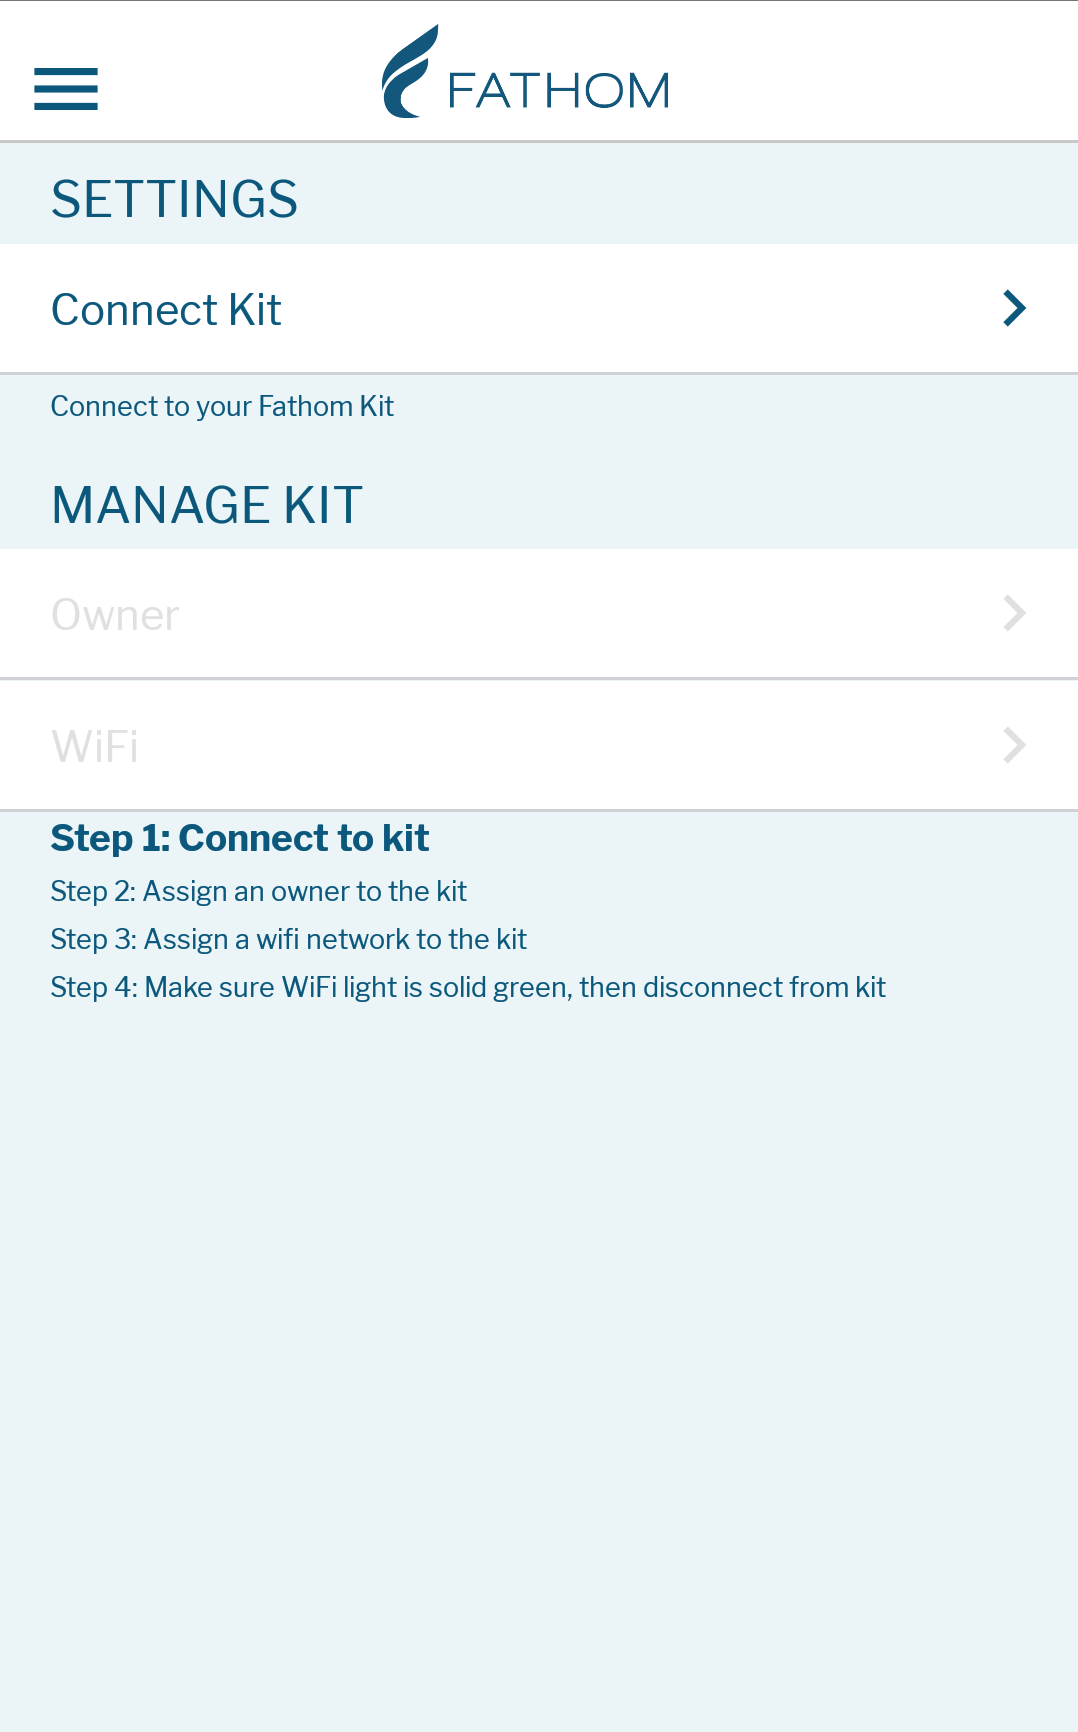 FATHOM
SETTINGS
Connect Kit
Connect to your Fathom Kit
MANAGE KIT
Owner
WiFi
Step 1: Connect to kit
Step 2: Assign an owner to the kit
Step 3: Assign a wifi network to the kit
Step 4: Make sure WiFi light is solid green, then disconnect from kit